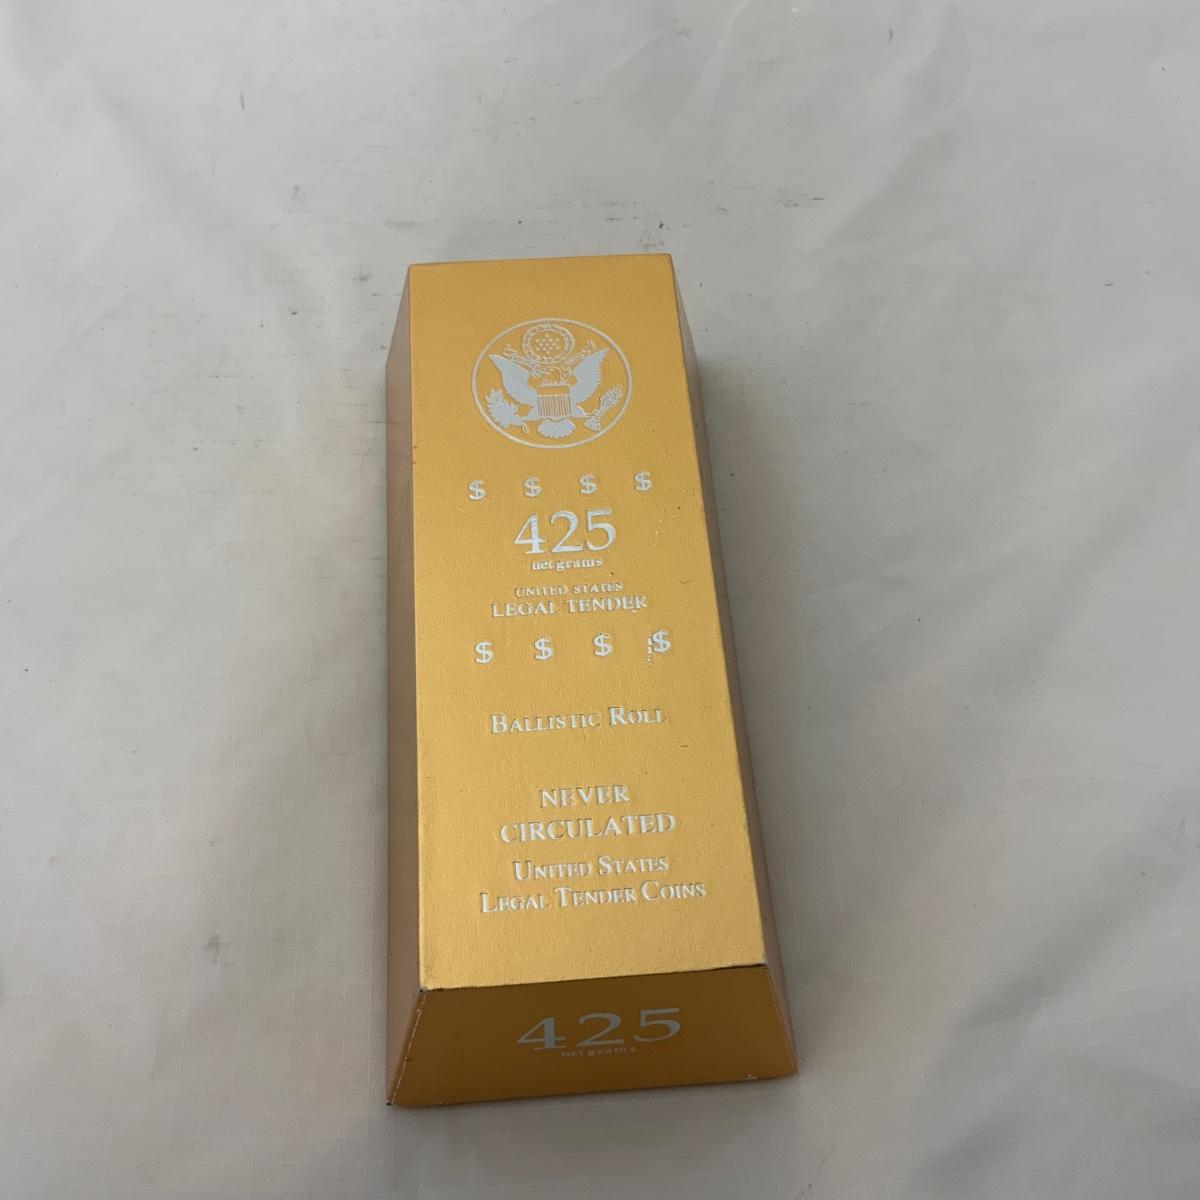 $ $ $ $
425
net grams
UNITED STATES
LEGAL TENDER
$ $ $ $
BALLISTIC ROLL
NEVER
CIRCULATED
UNITED STATES
LEGAL TENDER COINS
425
net grams